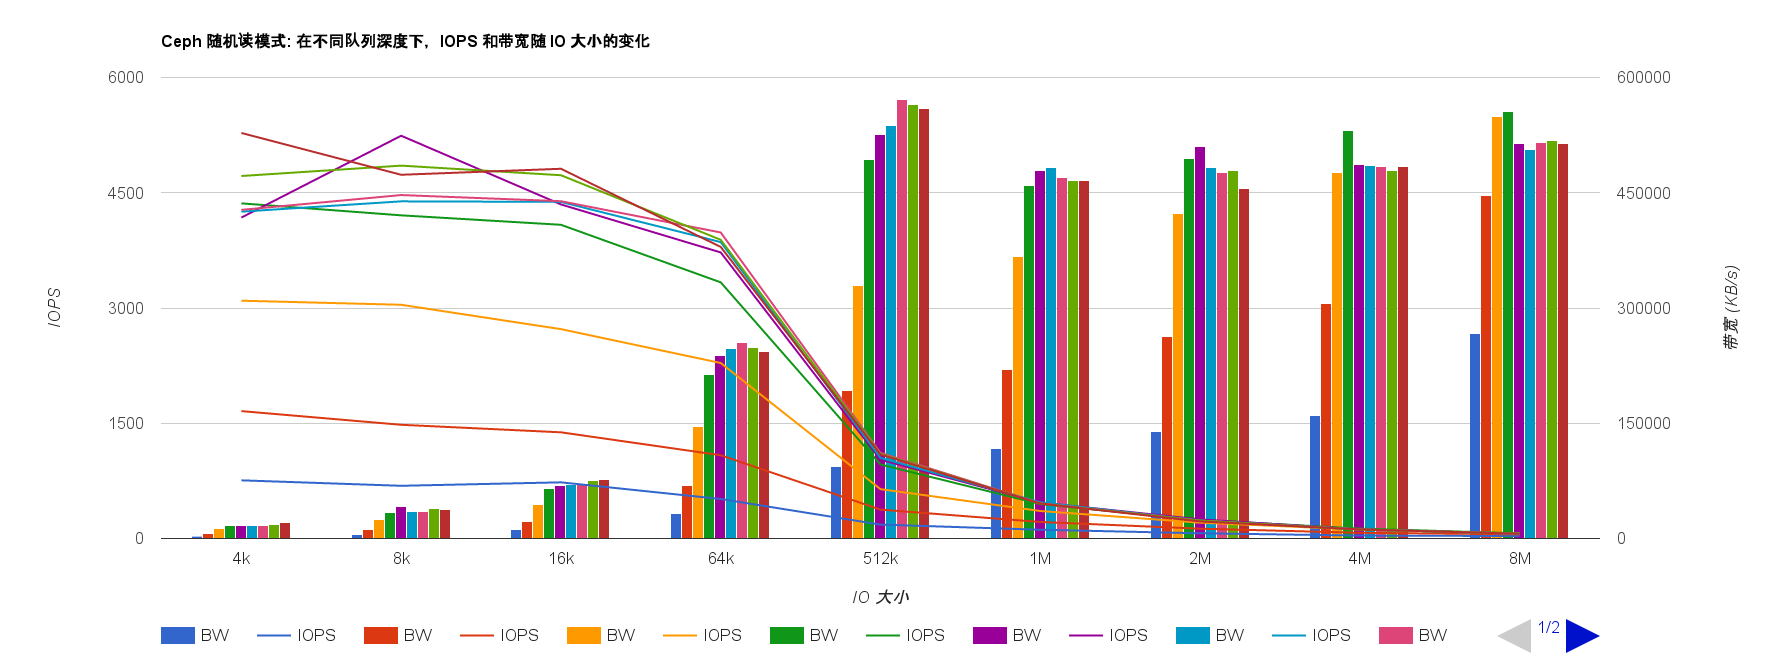 Ceph 随机读模式: 在不同队列深度下，IOPS 和带宽随 IO 大小的变化
6000
600000
4500
450000
IOPS
3000
300000
带宽 (KB/s)
1500
150000
0
0
4k
8k
16k
64k
512k
1M
2M
4M
8M
IO 大小
BW
IOPS
BW
IOPS
BW
IOPS
BW
IOPS
BW
IOPS
BW
IOPS
BW
1/2